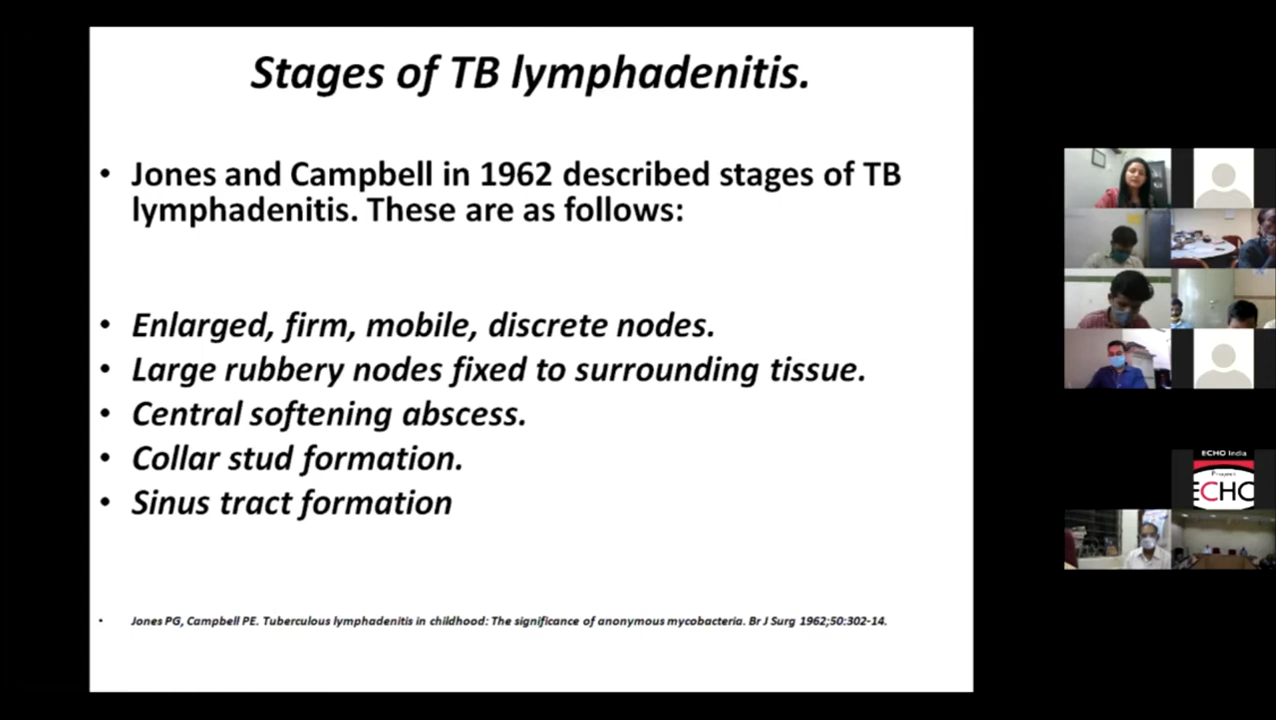 Stages of TB lymphadenitis.
• Jones and Campbell in 1962 described stages of TB
lymphadenitis. These are as follows:
• Enlarged, firm, mobile, discrete nodes.
• Large rubbery nodes fixed to surrounding tissue.
• Central softening abscess.
• Collar stud formation.
• Sinus tract formation
• Jones PG, Campbell PE. Tuberculous lymphadenitis in childhood: The significance of anonymous mycobacteria. Br J Surg 1962;50:302-14.
ECHO India
Project
ECHO